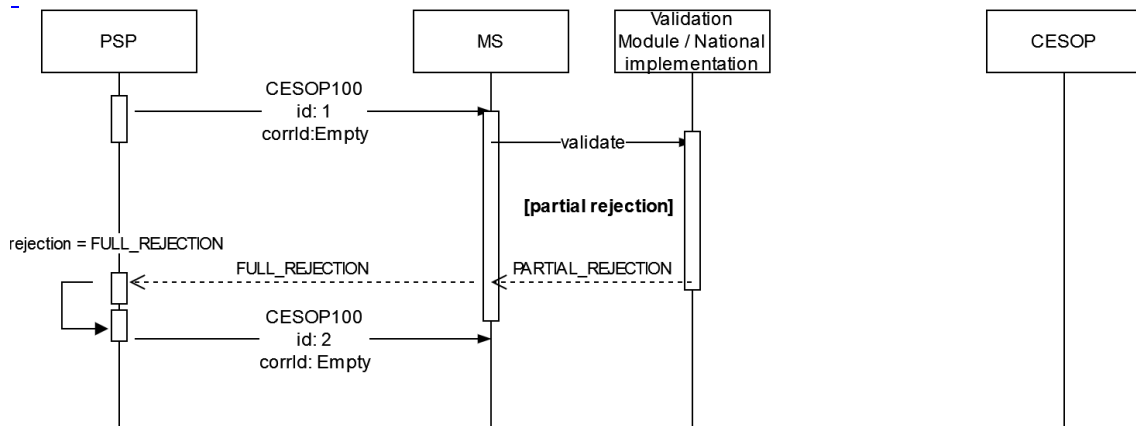 PSP
MS
Validation
Module / National
implementation
CESOP
CESOP100
id: 1
corrId:Empty
validate
[partial rejection]
rejection = FULL_REJECTION
FULL_REJECTION
PARTIAL_REJECTION
CESOP100
id: 2
corrId: Empty